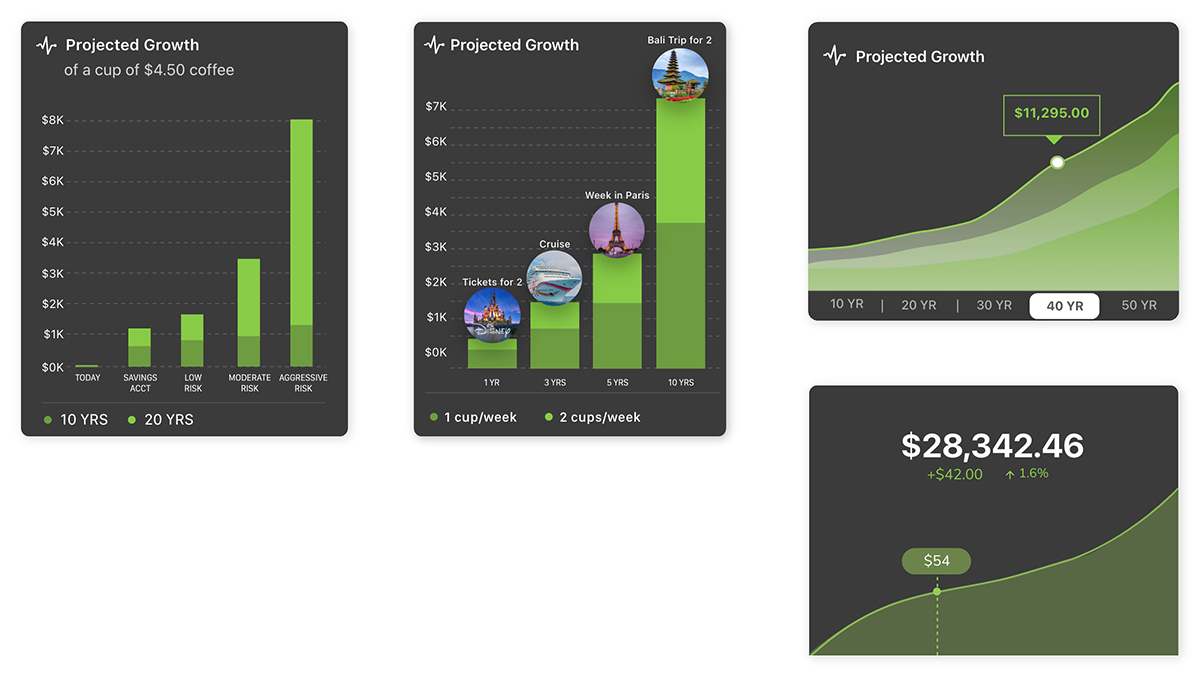 Projected Growth
of a cup of $4.50 coffee
$8K
$7K
$6K
$5K
$4K
$3K
$2K
$1K
$0K
TODAY
SAVINGS
ACCT
LOW
RISK
MODERATE
RISK
AGGRESSIVE
RISK
10 YRS
20 YRS
Projected Growth
Bali Trip for 2
$7K
$6K
$5K
$4K
$3K
$2K
$1K
$0K
Week in Paris
Cruise
Tickets for 2
DISNEY
1 YR
3 YRS
5 YRS
10 YRS
1 cup/week
2 cups/week
Projected Growth
$11,295.00
10 YR | 20 YR | 30 YR 40 YR 50 YR
$28,342.46
+$42.00 ↑ 1.6%
$54